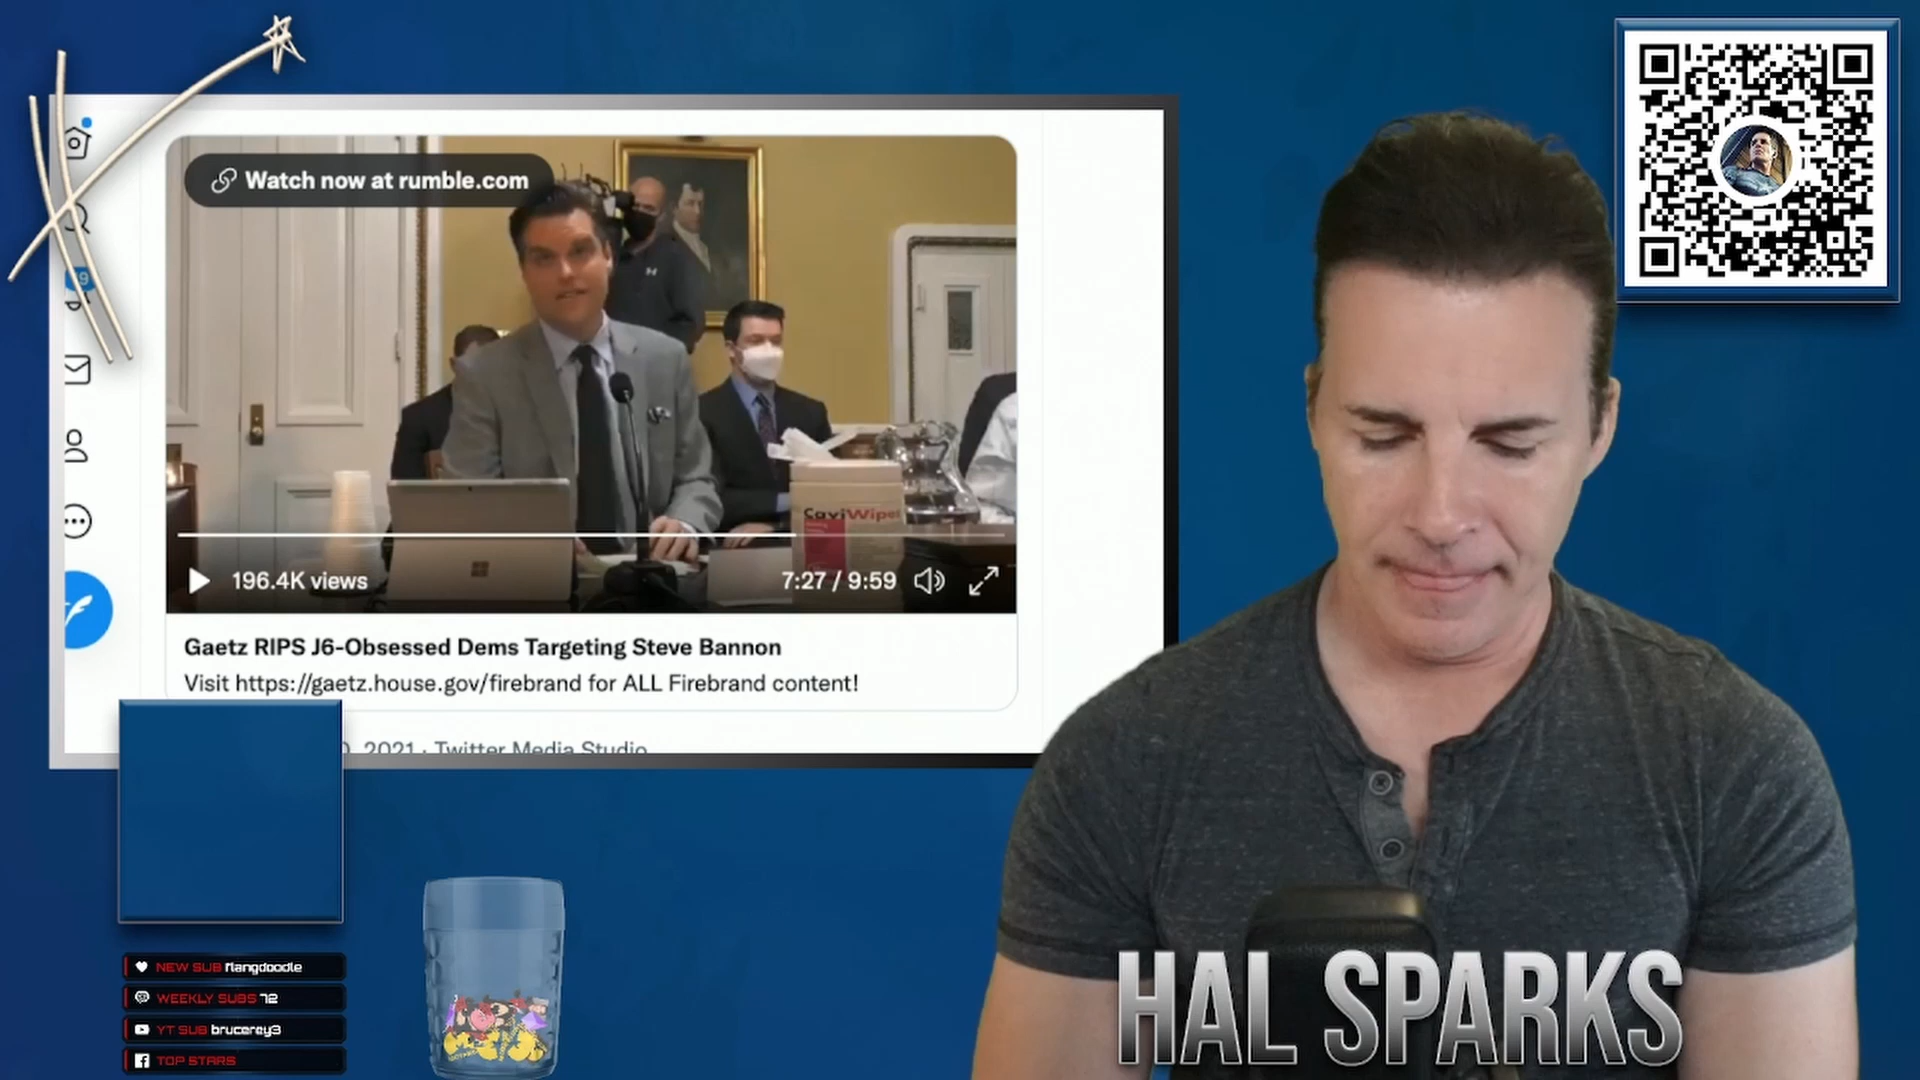 Watch now at rumble.com
CaviWipes
196.4K views
7:27 / 9:59
Gaetz RIPS J6-Obsessed Dems Targeting Steve Bannon
Visit https://gaetz.house.gov/firebrand for ALL Firebrand content!
, 2021 · Twitter Media Studio
NEW SUB flangdoodle
WEEKLY SUBS 72
YT SUB brucerey3
TOP STARS
HAL SPARKS